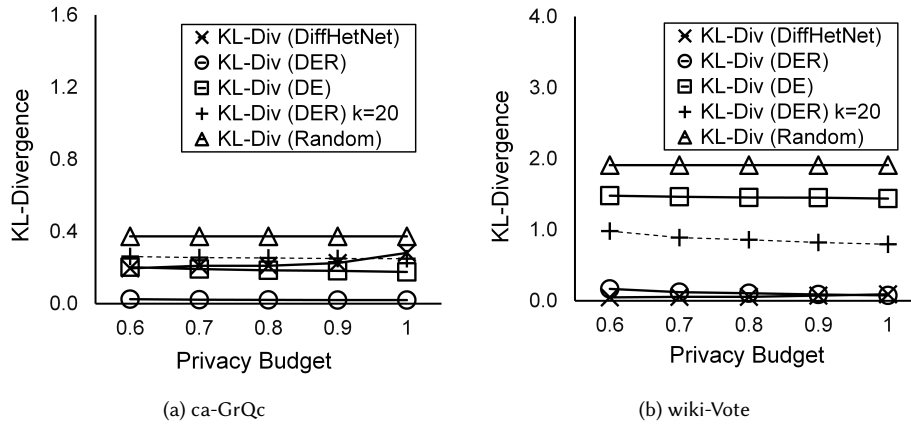 1.6
1.2
0.8
0.4
0.0
KL-Divergence
KL-Div (DiffHetNet)
KL-Div (DER)
KL-Div (DE)
KL-Div (DER) k=20
KL-Div (Random)
0.6 0.7 0.8 0.9 1
Privacy Budget
(a) ca-GrQc
4.0
3.0
2.0
1.0
0.0
KL-Divergence
KL-Div (DiffHetNet)
KL-Div (DER)
KL-Div (DE)
KL-Div (DER) k=20
KL-Div (Random)
0.6 0.7 0.8 0.9 1
Privacy Budget
(b) wiki-Vote